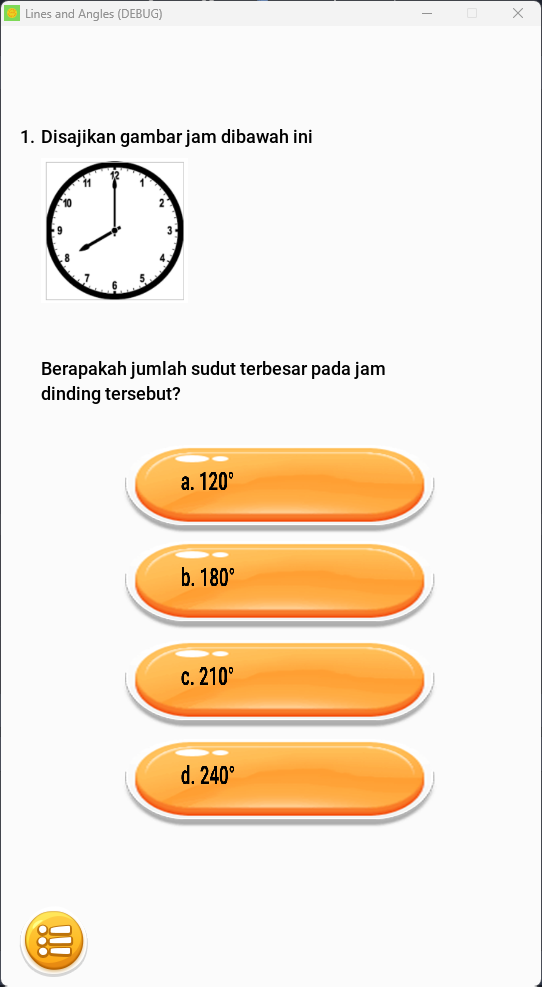 Lines and Angles (DEBUG)
1. Disajikan gambar jam dibawah ini
12
11 1
10 2
9 3
8 4
7 5
6
Berapakah jumlah sudut terbesar pada jam
dinding tersebut?
a. 120°
b. 180°
c. 210°
d. 240°